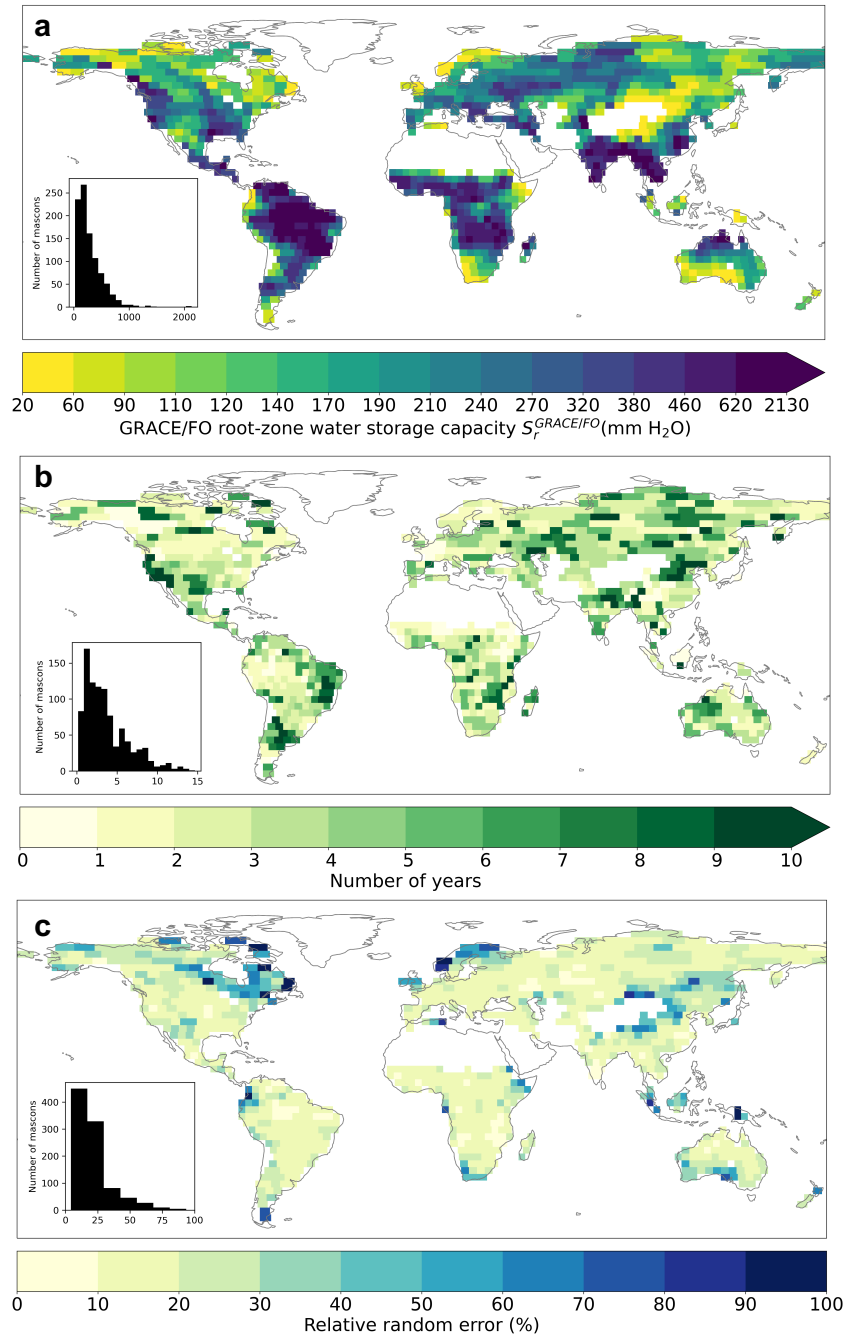 a
Number of mascons
250
200
150
100
50
0
0 1000 2000
20 60 90 110 120 140 170 190 210 240 270 320 380 460 620 2130
GRACE/FO root-zone water storage capacity S_r^{GRACE/FO}(mm H₂O)
b
Number of mascons
150
100
50
0
0 5 10 15
0 1 2 3 4 5 6 7 8 9 10
Number of years
c
Number of mascons
400
300
200
100
0
0 25 50 75 100
0 10 20 30 40 50 60 70 80 90 100
Relative random error (%)